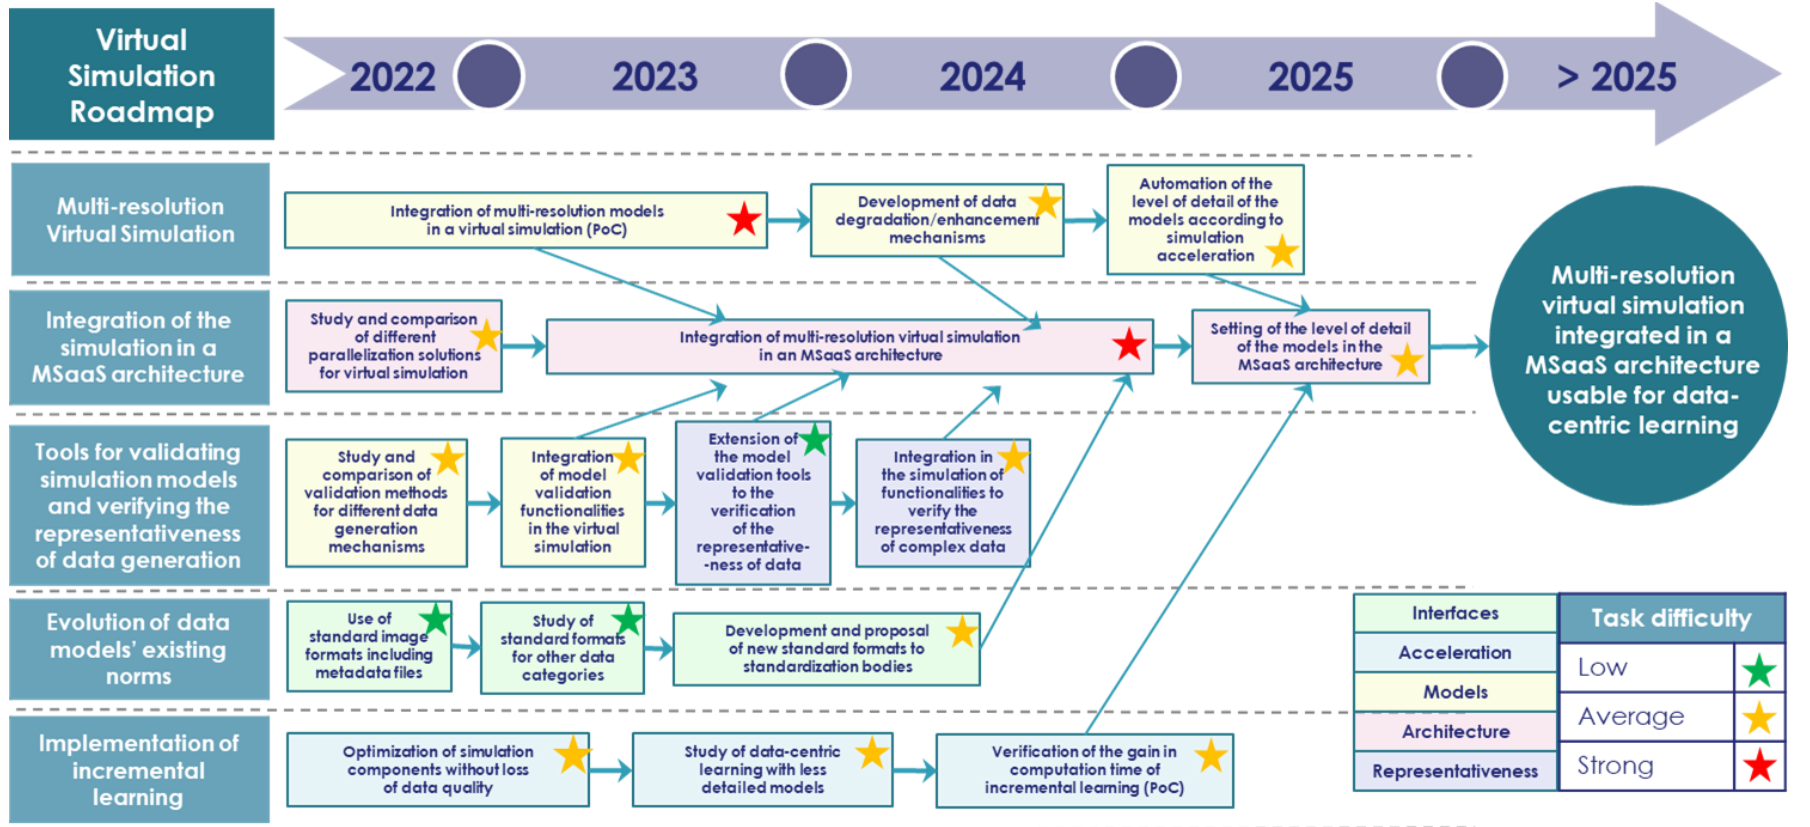 Virtual
Simulation
Roadmap
2022
2023
2024
2025
> 2025
Multi-resolution
Virtual Simulation
Integration of multi-resolution models
in a virtual simulation (PoC)
Development of data
degradation/enhancement
mechanisms
Automation of the
level of detail of the
models according to
simulation
acceleration
Integration of the
simulation in a
MSaaS architecture
Study and comparison
of different
parallelization solutions
for virtual simulation
Integration of multi-resolution virtual simulation
in an MSaaS architecture
Setting of the level of detail
of the models in the
MSaaS architecture
Multi-resolution
virtual simulation
integrated in a
MSaaS architecture
usable for data-
centric learning
Tools for validating
simulation models
and verifying the
representativeness
of data generation
Study and
comparison of
validation methods
for different data
generation
mechanisms
Integration
of model
validation
functionalities
in the virtual
simulation
Extension of
the model
validation tools
to the
verification
of the
representative-
-ness of data
Integration in
the simulation of
functionalities to
verify the
representativeness
of complex data
Evolution of data
models' existing
norms
Use of
standard image
formats including
metadata files
Study of
standard formats
for other data
categories
Development and proposal
of new standard formats to
standardization bodies
Implementation of
incremental
learning
Optimization of simulation
components without loss
of data quality
Study of data-centric
learning with less
detailed models
Verification of the gain in
computation time of
incremental learning (PoC)
Interfaces
Acceleration
Models
Architecture
Representativeness
Task difficulty
Low
Average
Strong